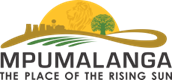 MPUMALANGA
THE PLACE OF THE RISING SUN